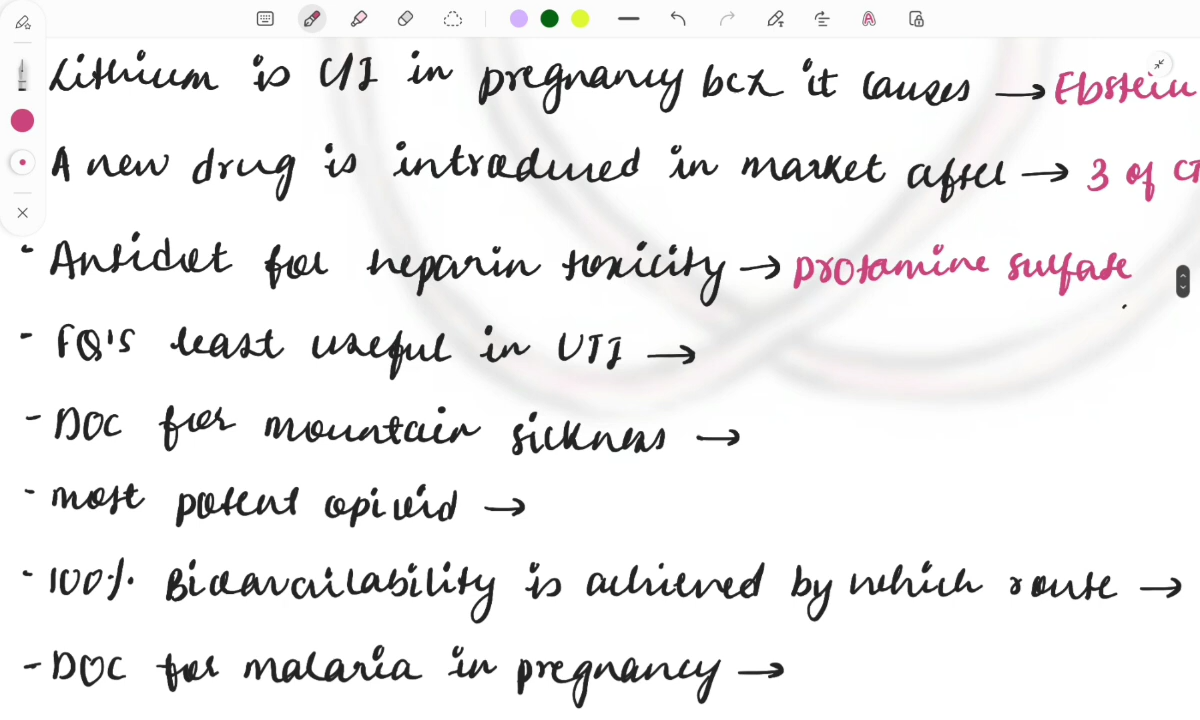 Lithium is C/I in pregnancy bcz it causes → Ebstein
A new drug is introduced in market after → 3 of CT
- Antidot for heparin toxicity → protamine sulfate
- FQ's least useful in UTI →
- DOC for mountain sickness →
- most potent opioid →
- 100% Bioavailability is achieved by which route →
- DOC for malaria in pregnancy →